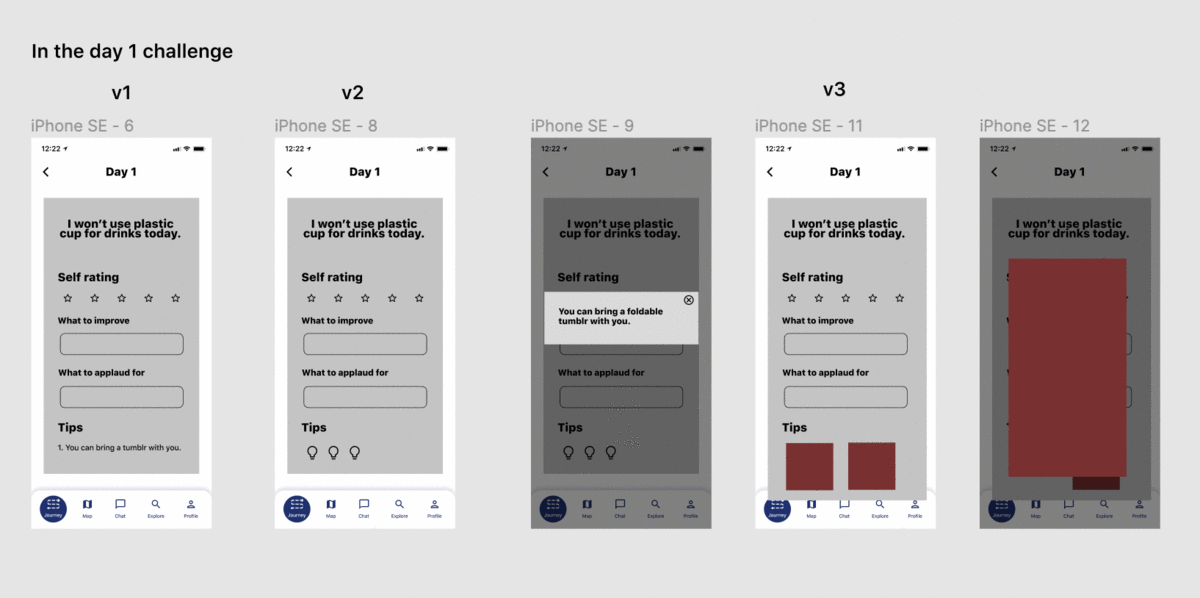 In the day 1 challenge
v1
v2
v3
iPhone SE - 6
iPhone SE - 8
iPhone SE - 9
iPhone SE - 11
iPhone SE - 12
12:22
Day 1
I won't use plastic
cup for drinks today.
Self rating
What to improve
What to applaud for
Tips
1. You can bring a tumblr with you.
Journey
Map
Chat
Explore
Profile
12:22
Day 1
I won't use plastic
cup for drinks today.
Self rating
What to improve
What to applaud for
Tips
Journey
Map
Chat
Explore
Profile
12:22
Day 1
I won't use plastic
cup for drinks today.
Self rating
You can bring a foldable
tumblr with you.
What to applaud for
Tips
Journey
Map
Chat
Explore
Profile
12:22
Day 1
I won't use plastic
cup for drinks today.
Self rating
What to improve
What to applaud for
Tips
Journey
Map
Chat
Explore
Profile
12:22
Day 1
I won't use plastic
cup for drinks today.
Journey
Map
Chat
Explore
Profile